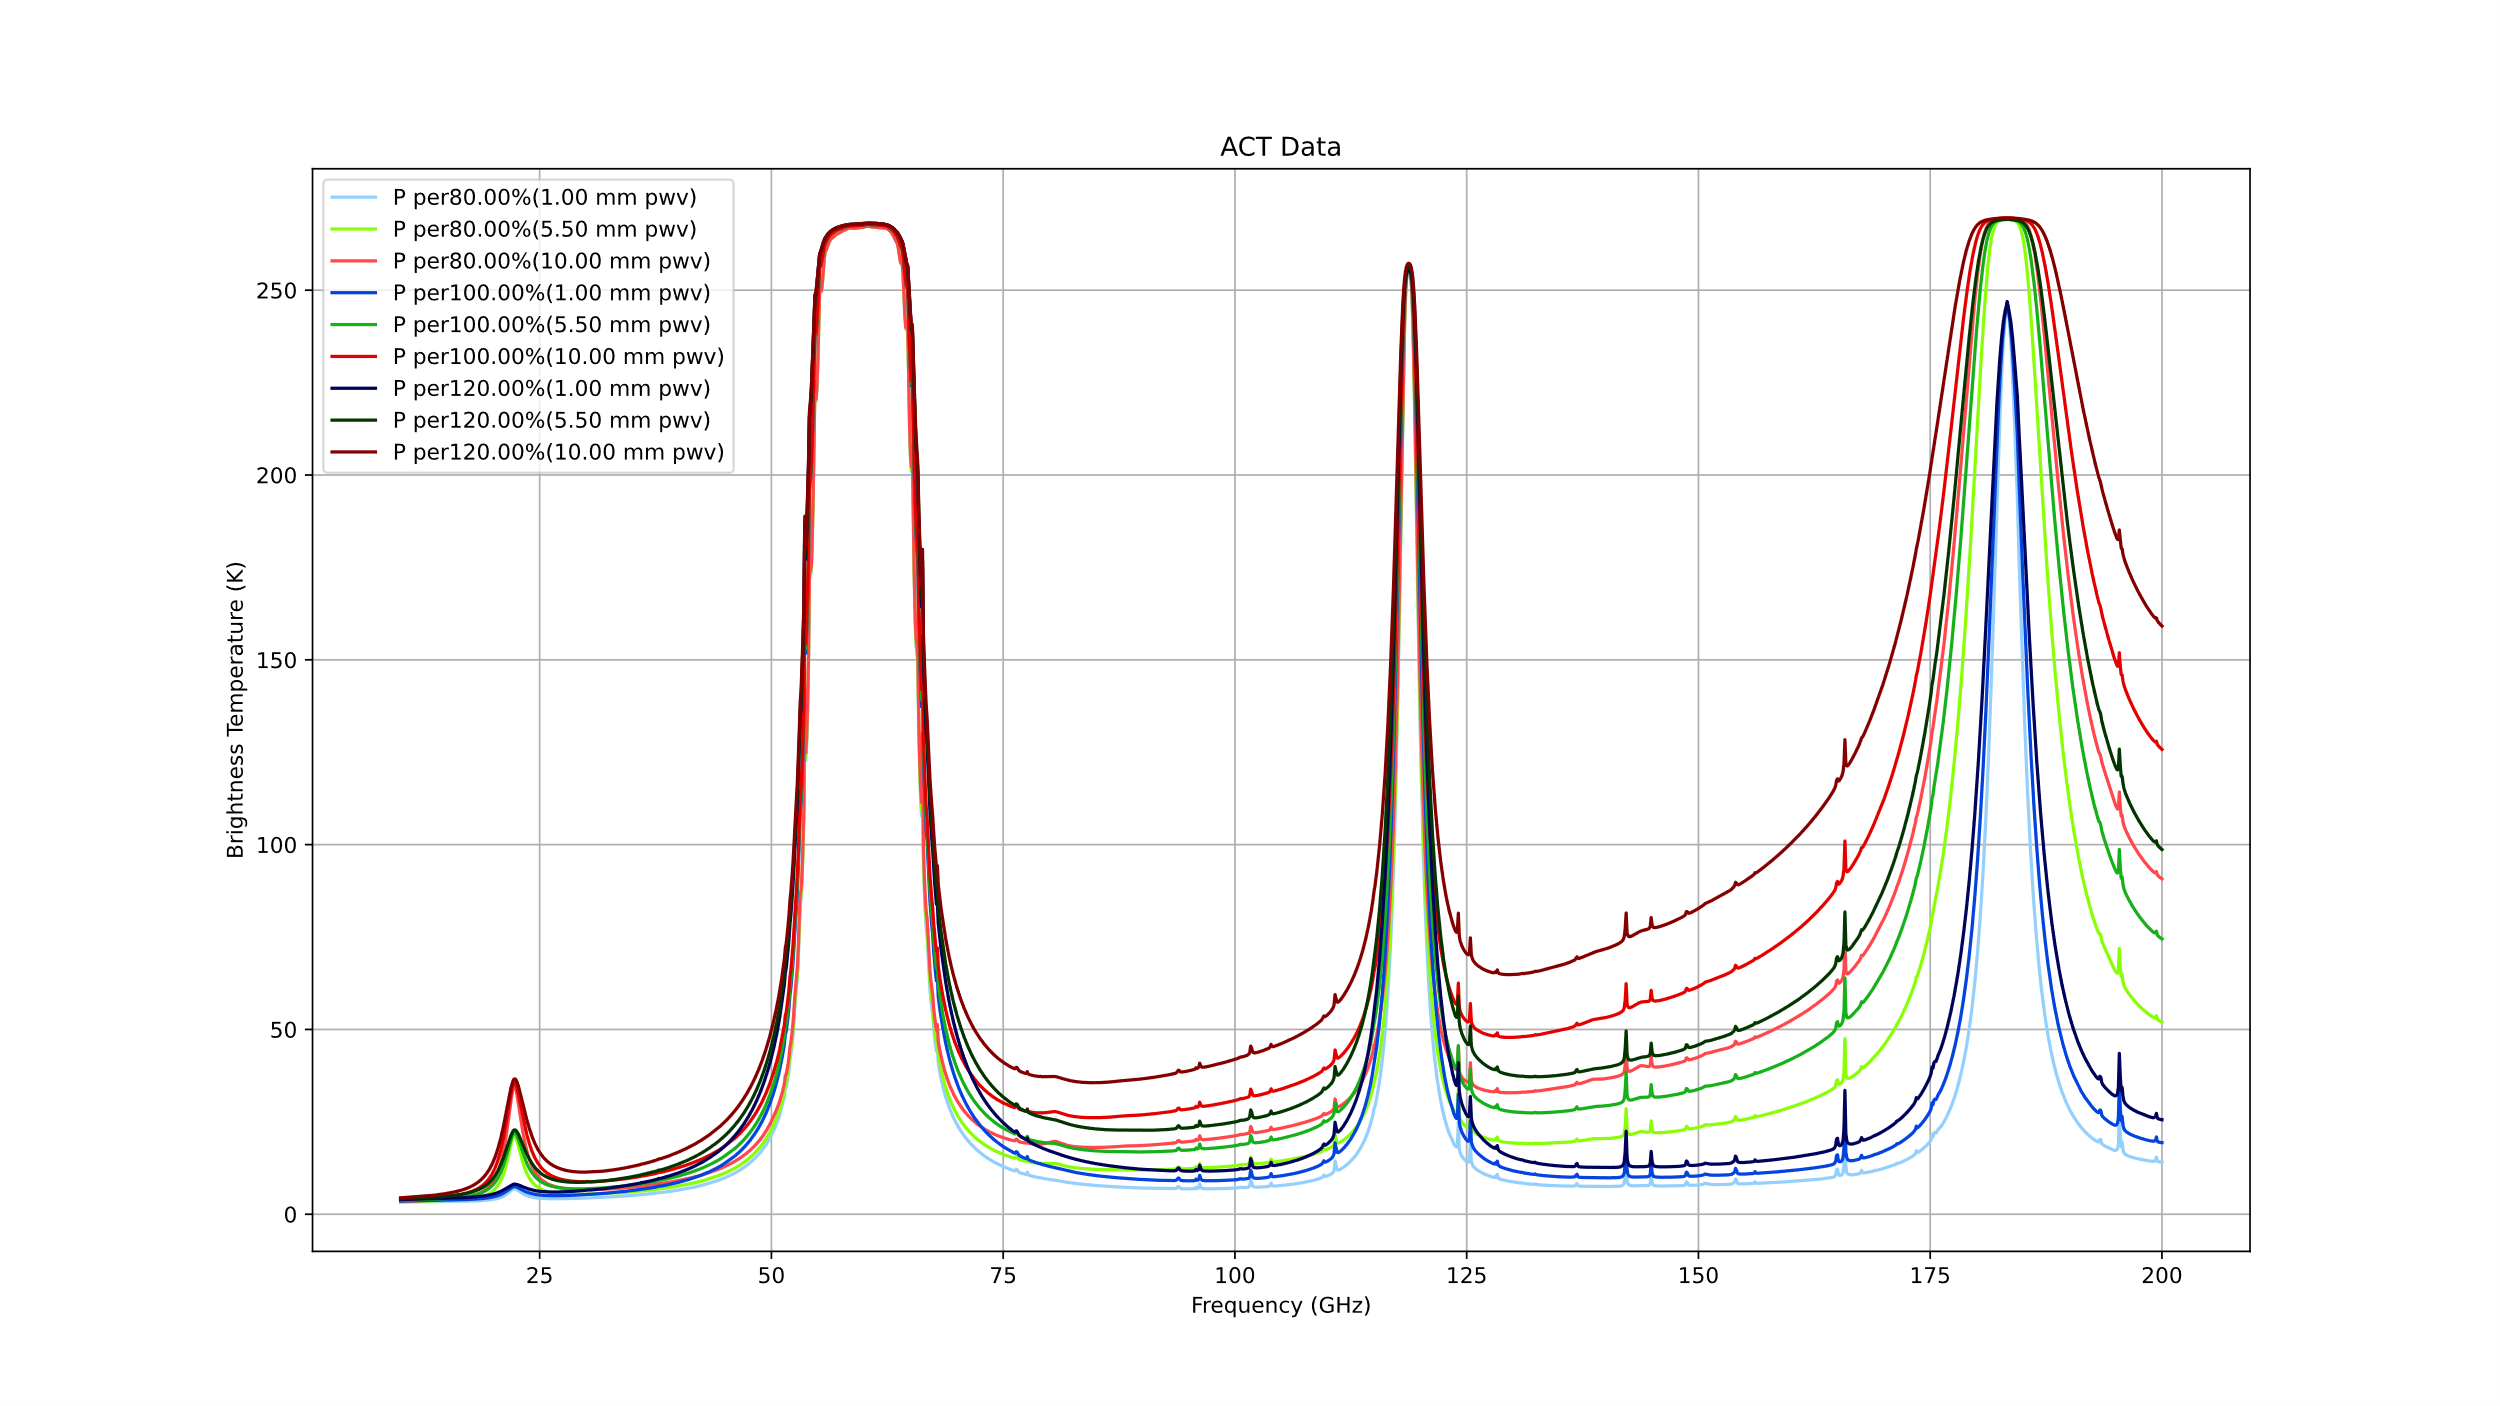 ACT Data
P per80.00%(1.00 mm pwv)
P per80.00%(5.50 mm pwv)
P per80.00%(10.00 mm pwv)
P per100.00%(1.00 mm pwv)
P per100.00%(5.50 mm pwv)
P per100.00%(10.00 mm pwv)
P per120.00%(1.00 mm pwv)
P per120.00%(5.50 mm pwv)
P per120.00%(10.00 mm pwv)
Brightness Temperature (K)
250
200
150
100
50
0
25 50 75 100 125 150 175 200
Frequency (GHz)